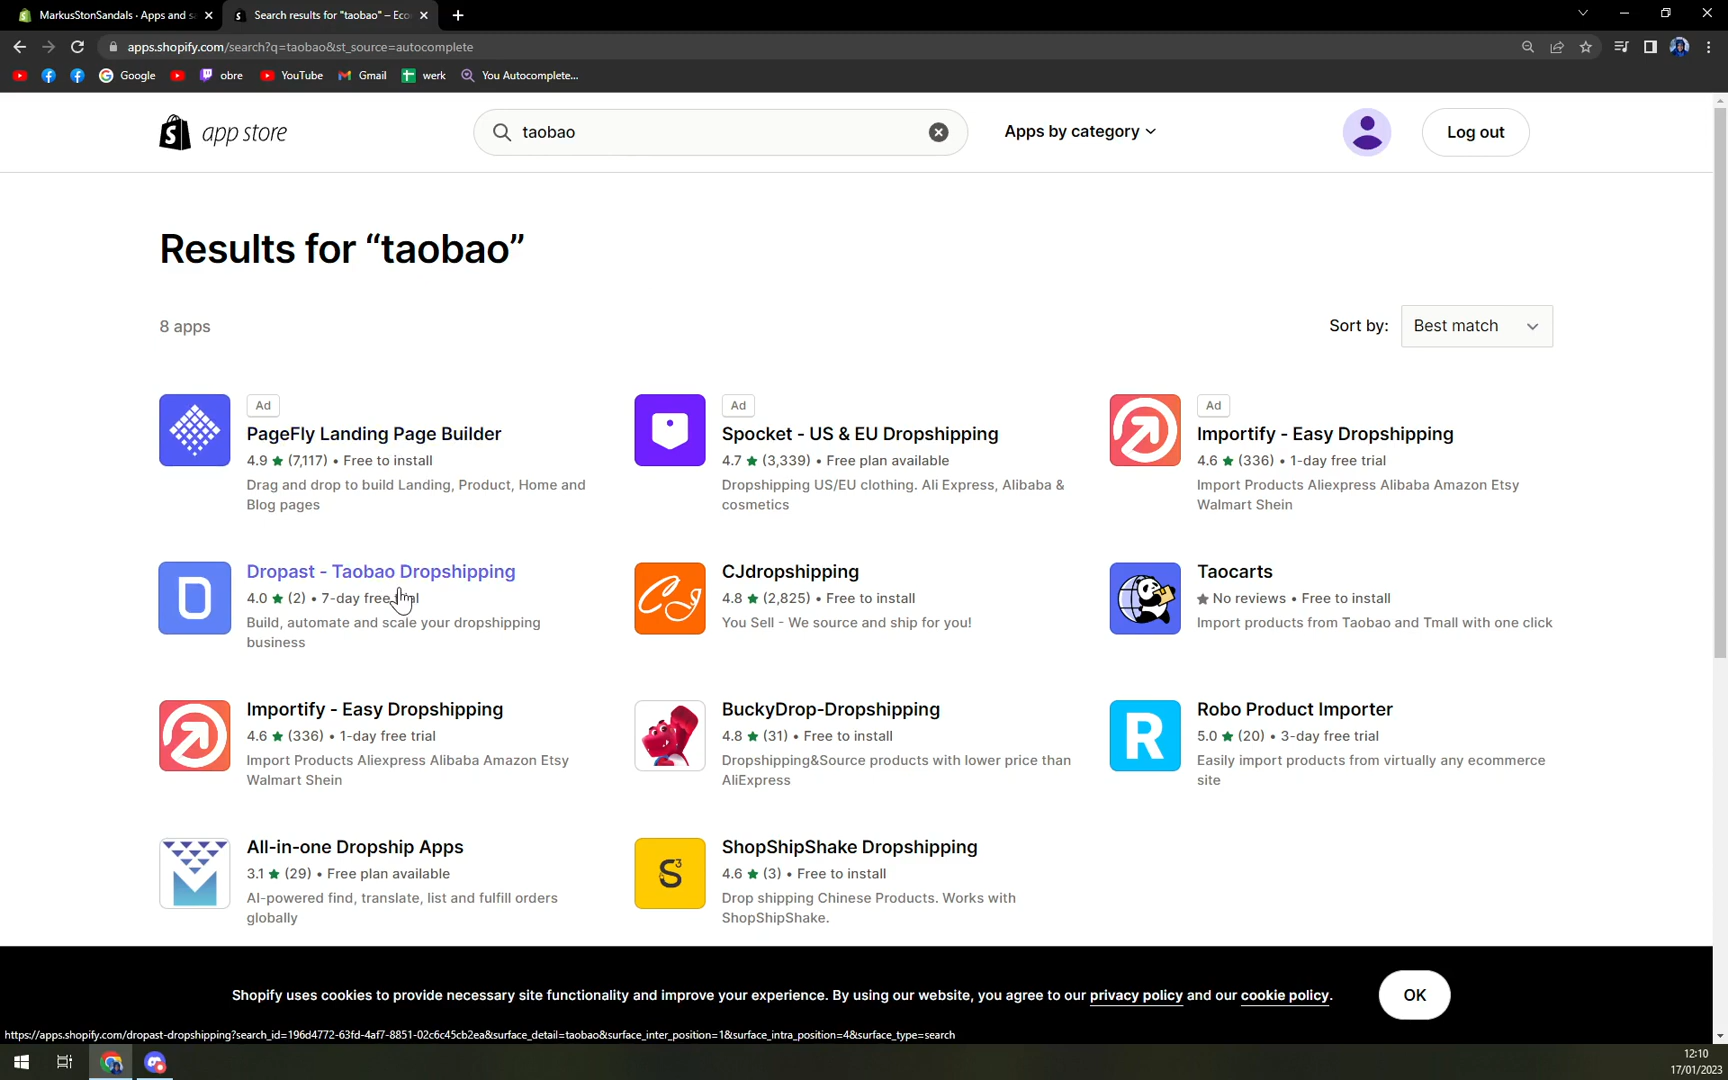 MarkusStonSandals · Apps and s
Search results for "taobao" – Eco
apps.shopify.com/search?q=taobao&st_source=autocomplete
Google
obre
YouTube
Gmail
werk
You Autocomplete...
app store
taobao
Apps by category
Log out
Results for “taobao”
8 apps
Sort by:
Best match
Ad
PageFly Landing Page Builder
4.9 ★ (7,117) • Free to install
Drag and drop to build Landing, Product, Home and
Blog pages
Ad
Spocket - US & EU Dropshipping
4.7 ★ (3,339) • Free plan available
Dropshipping US/EU clothing. Ali Express, Alibaba &
cosmetics
Ad
Importify - Easy Dropshipping
4.6 ★ (336) • 1-day free trial
Import Products Aliexpress Alibaba Amazon Etsy
Walmart Shein
D
Dropast - Taobao Dropshipping
4.0 ★ (2) • 7-day free trial
Build, automate and scale your dropshipping
business
CJ
CJdropshipping
4.8 ★ (2,825) • Free to install
You Sell - We source and ship for you!
Taocarts
★ No reviews • Free to install
Import products from Taobao and Tmall with one click
Importify - Easy Dropshipping
4.6 ★ (336) • 1-day free trial
Import Products Aliexpress Alibaba Amazon Etsy
Walmart Shein
BuckyDrop-Dropshipping
4.8 ★ (31) • Free to install
Dropshipping&Source products with lower price than
AliExpress
R
Robo Product Importer
5.0 ★ (20) • 3-day free trial
Easily import products from virtually any ecommerce
site
All-in-one Dropship Apps
3.1 ★ (29) • Free plan available
AI-powered find, translate, list and fulfill orders
globally
S3
ShopShipShake Dropshipping
4.6 ★ (3) • Free to install
Drop shipping Chinese Products. Works with
ShopShipShake.
Shopify uses cookies to provide necessary site functionality and improve your experience. By using our website, you agree to our privacy policy and our cookie policy.
OK
https://apps.shopify.com/dropast-dropshipping?search_id=196d4772-63fd-4af7-8851-02c6c45cb2ea&surface_detail=taobao&surface_inter_position=1&surface_intra_position=4&surface_type=search
12:10
17/01/2023